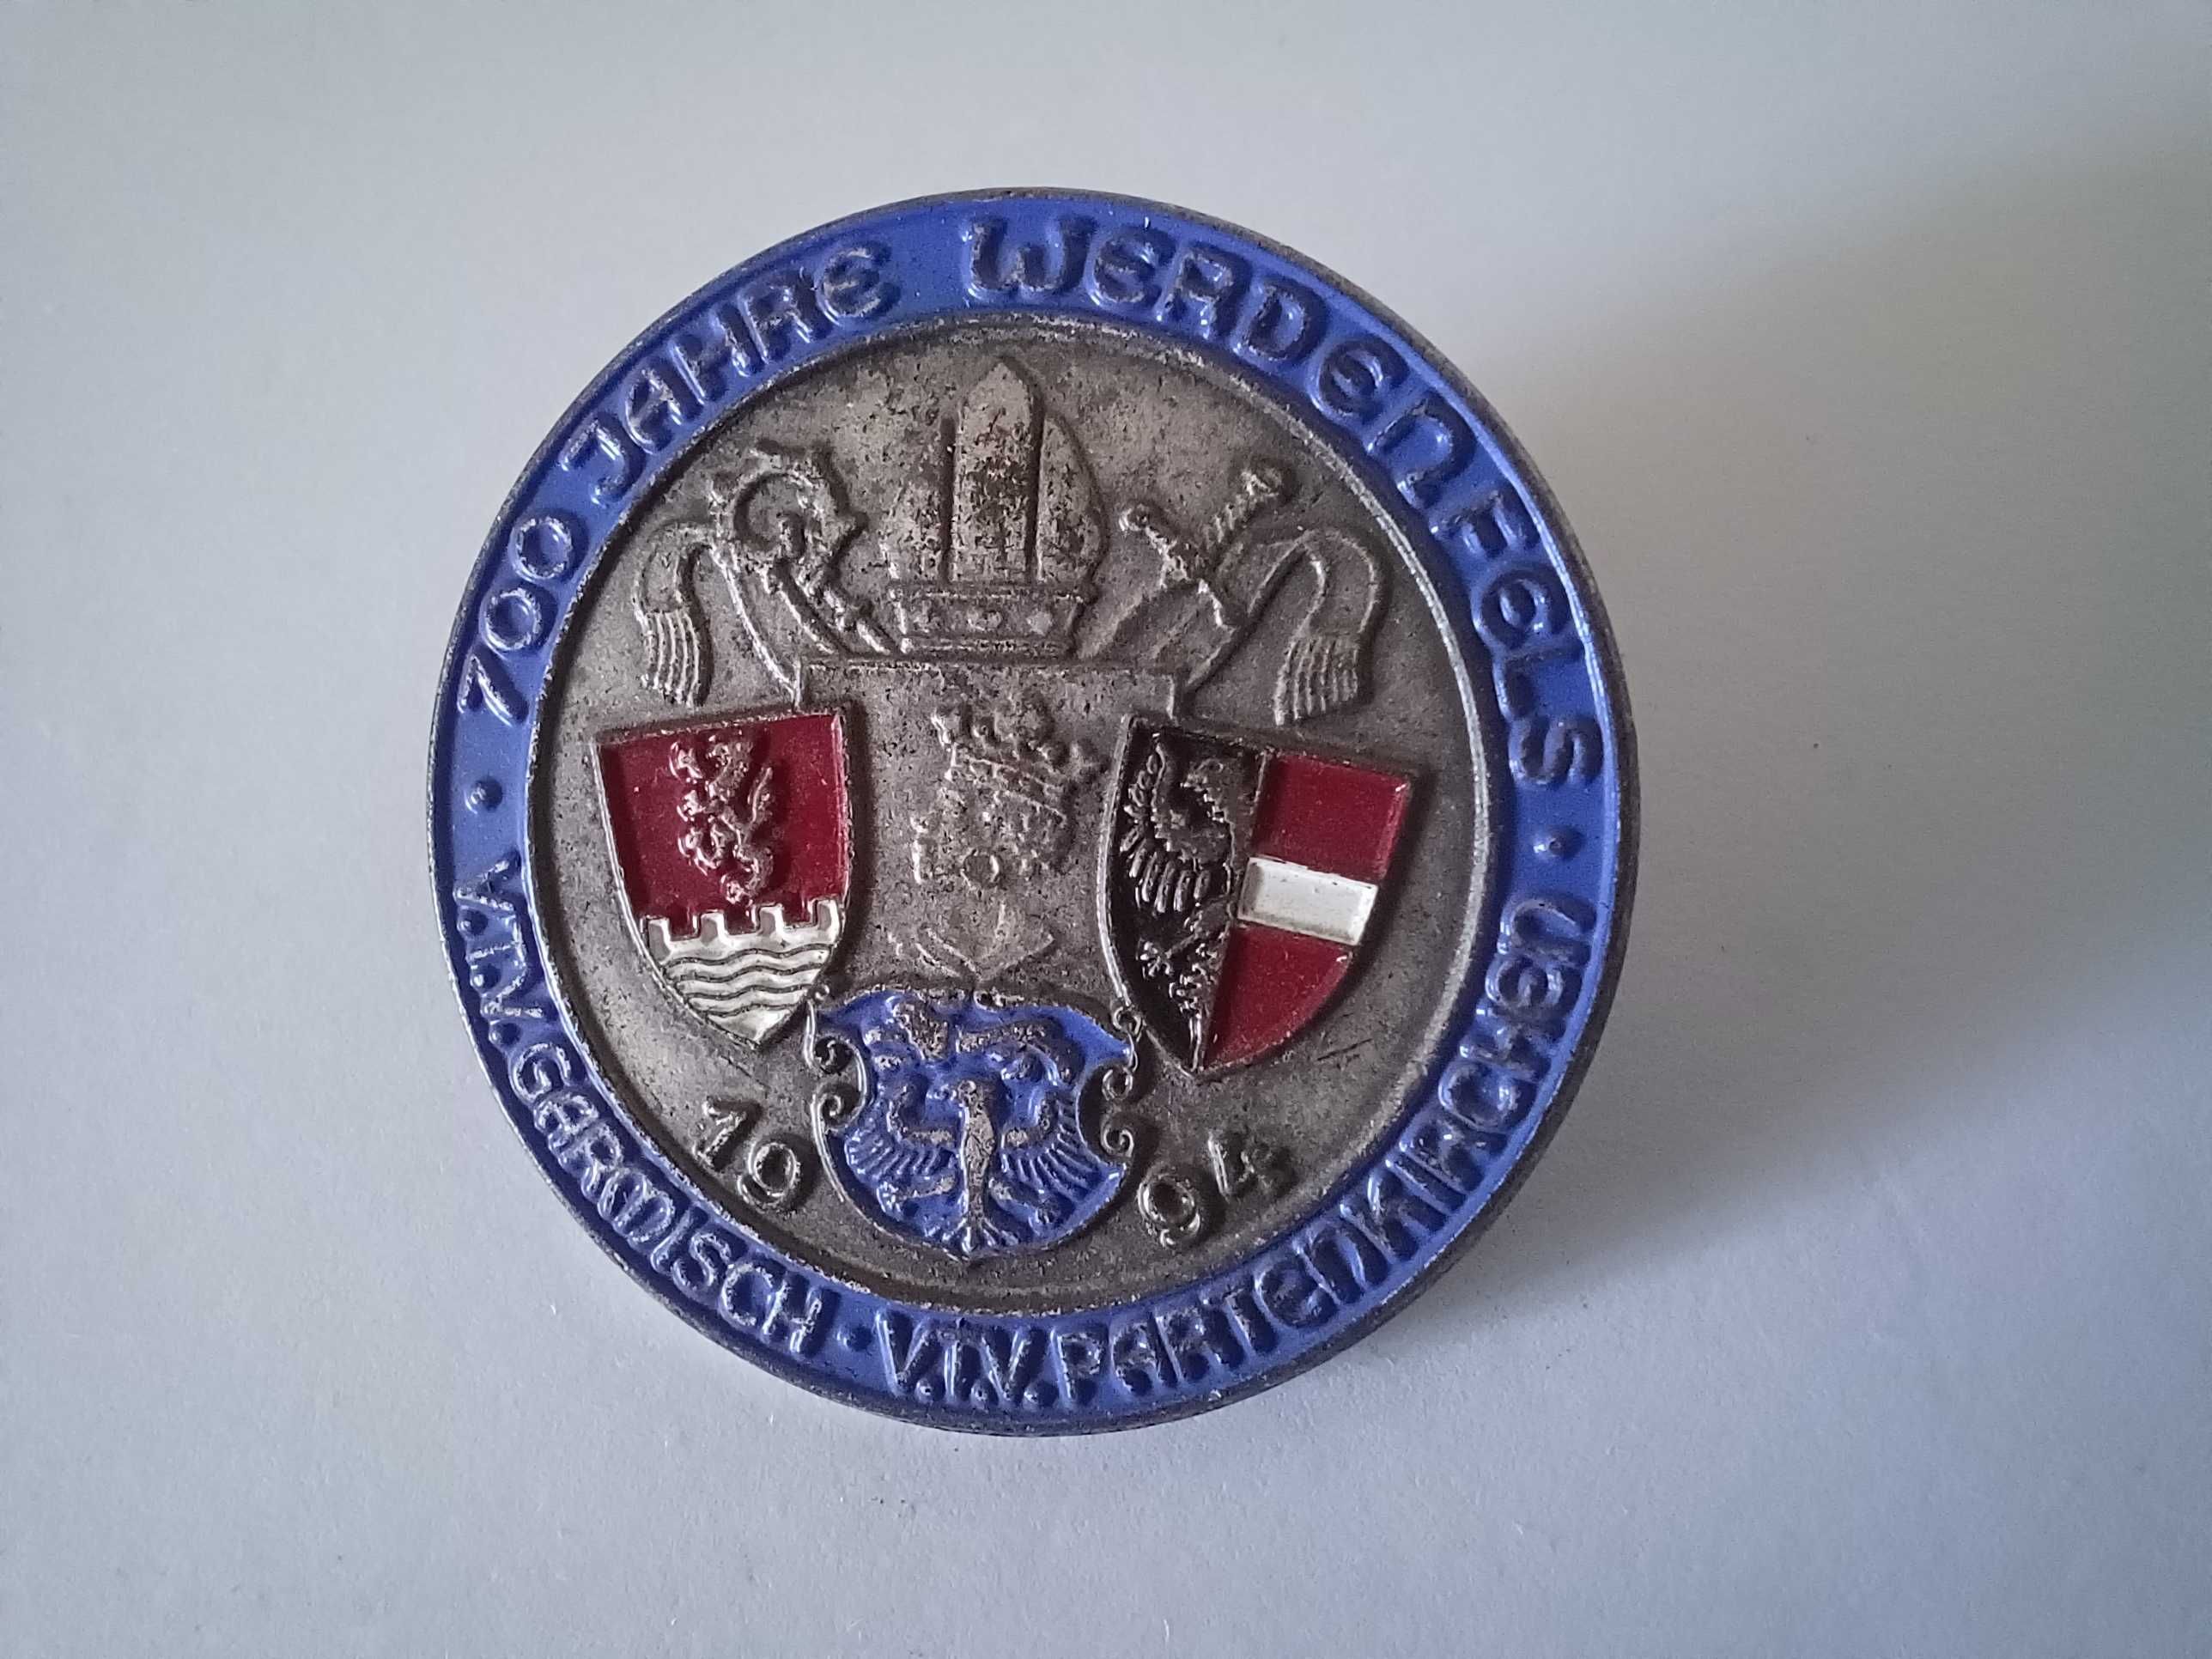 · 700 JAHRE WERDENFELS ·
V.T.V. GARMISCH · V.T.V. PARTENKIRCHEN
19 94